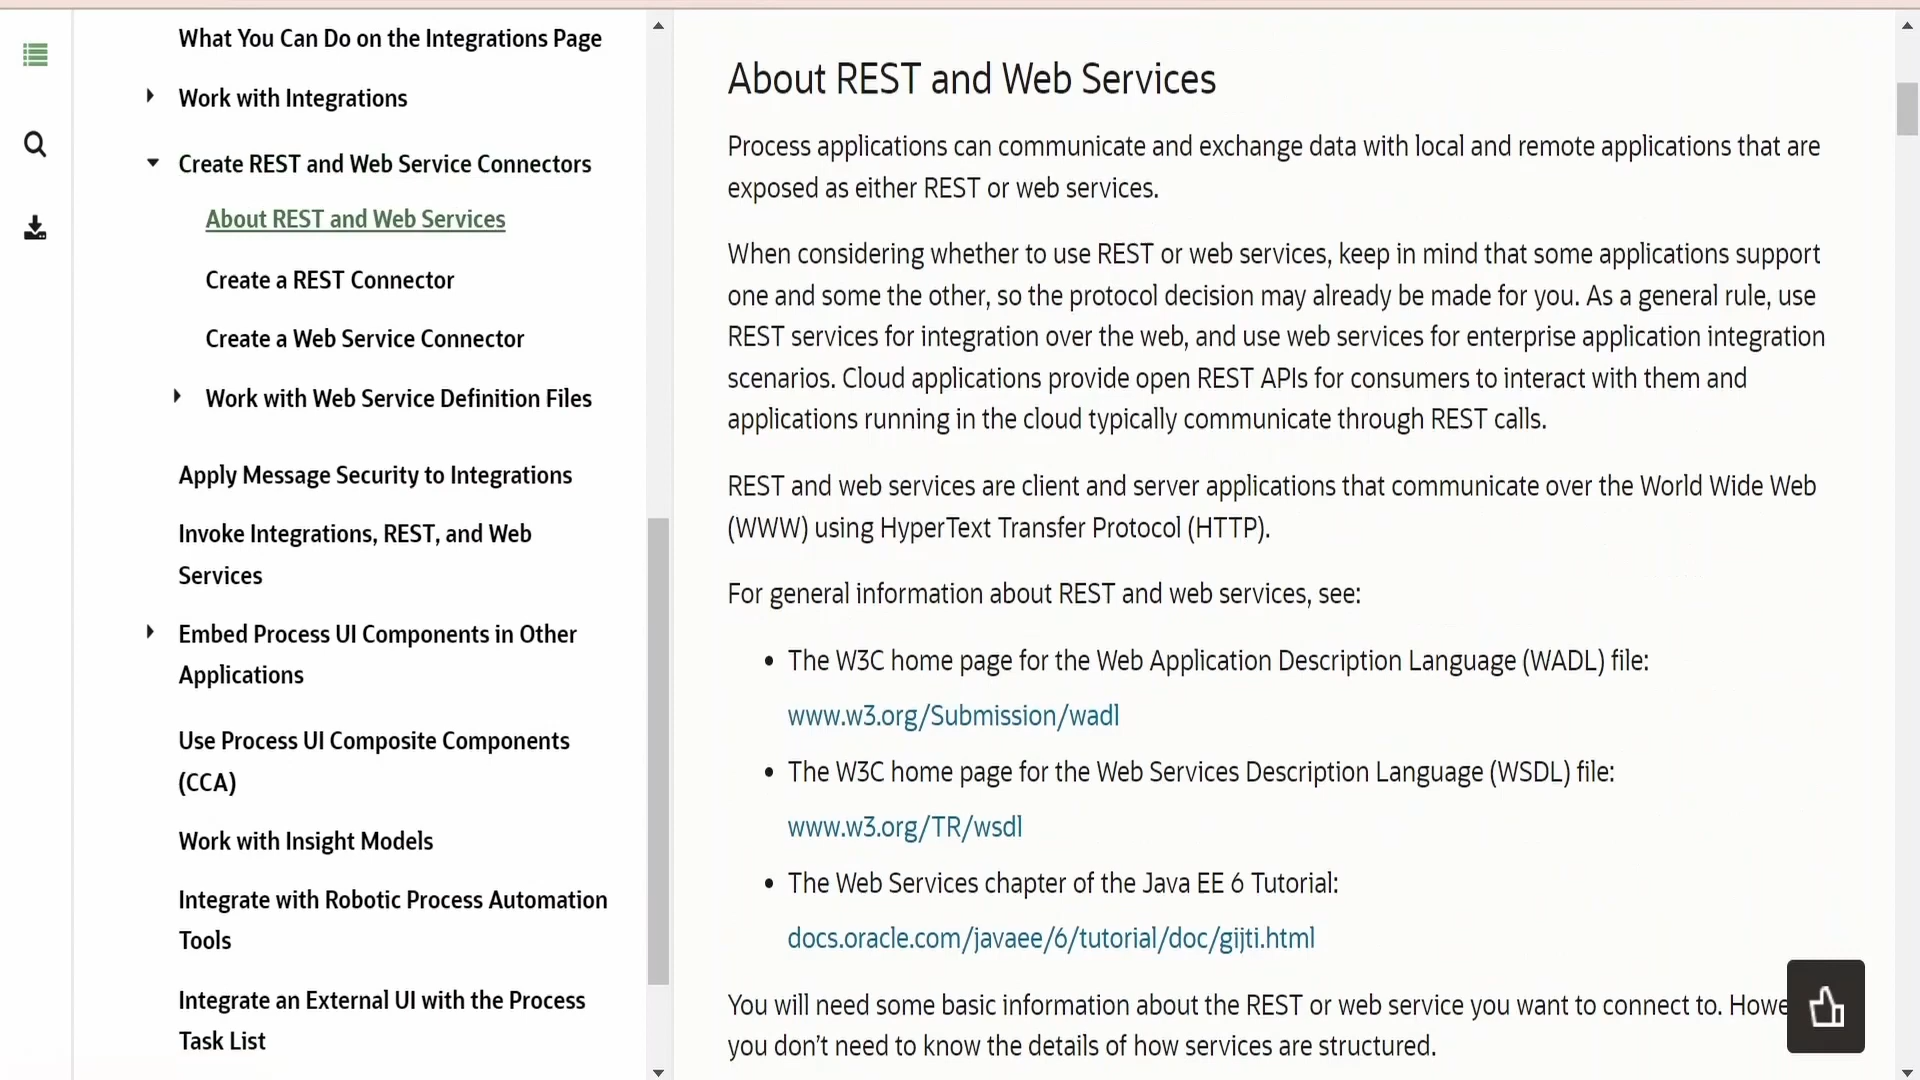 What You Can Do on the Integrations Page
Work with Integrations
Create REST and Web Service Connectors
About REST and Web Services
Create a REST Connector
Create a Web Service Connector
Work with Web Service Definition Files
Apply Message Security to Integrations
Invoke Integrations, REST, and Web
Services
Embed Process UI Components in Other
Applications
Use Process UI Composite Components
(CCA)
Work with Insight Models
Integrate with Robotic Process Automation
Tools
Integrate an External UI with the Process
Task List
About REST and Web Services
Process applications can communicate and exchange data with local and remote applications that are
exposed as either REST or web services.
When considering whether to use REST or web services, keep in mind that some applications support
one and some the other, so the protocol decision may already be made for you. As a general rule, use
REST services for integration over the web, and use web services for enterprise application integration
scenarios. Cloud applications provide open REST APIs for consumers to interact with them and
applications running in the cloud typically communicate through REST calls.
REST and web services are client and server applications that communicate over the World Wide Web
(WWW) using HyperText Transfer Protocol (HTTP).
For general information about REST and web services, see:
• The W3C home page for the Web Application Description Language (WADL) file:
www.w3.org/Submission/wadl
• The W3C home page for the Web Services Description Language (WSDL) file:
www.w3.org/TR/wsdl
• The Web Services chapter of the Java EE 6 Tutorial:
docs.oracle.com/javaee/6/tutorial/doc/gijti.html
You will need some basic information about the REST or web service you want to connect to. Howe
you don’t need to know the details of how services are structured.